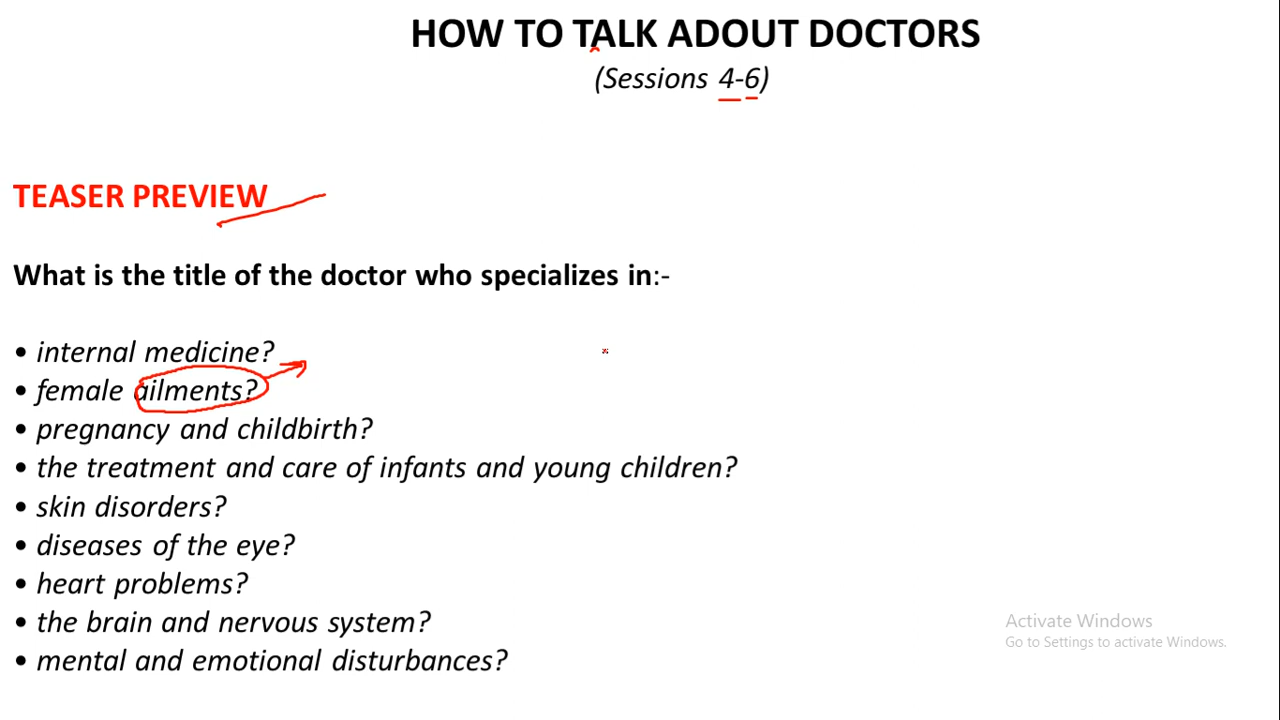 HOW TO TALK ADOUT DOCTORS
(Sessions 4-6)
TEASER PREVIEW
What is the title of the doctor who specializes in:-
• internal medicine?
• female ailments?
• pregnancy and childbirth?
• the treatment and care of infants and young children?
• skin disorders?
• diseases of the eye?
• heart problems?
• the brain and nervous system?
• mental and emotional disturbances?
Activate Windows
Go to Settings to activate Windows.